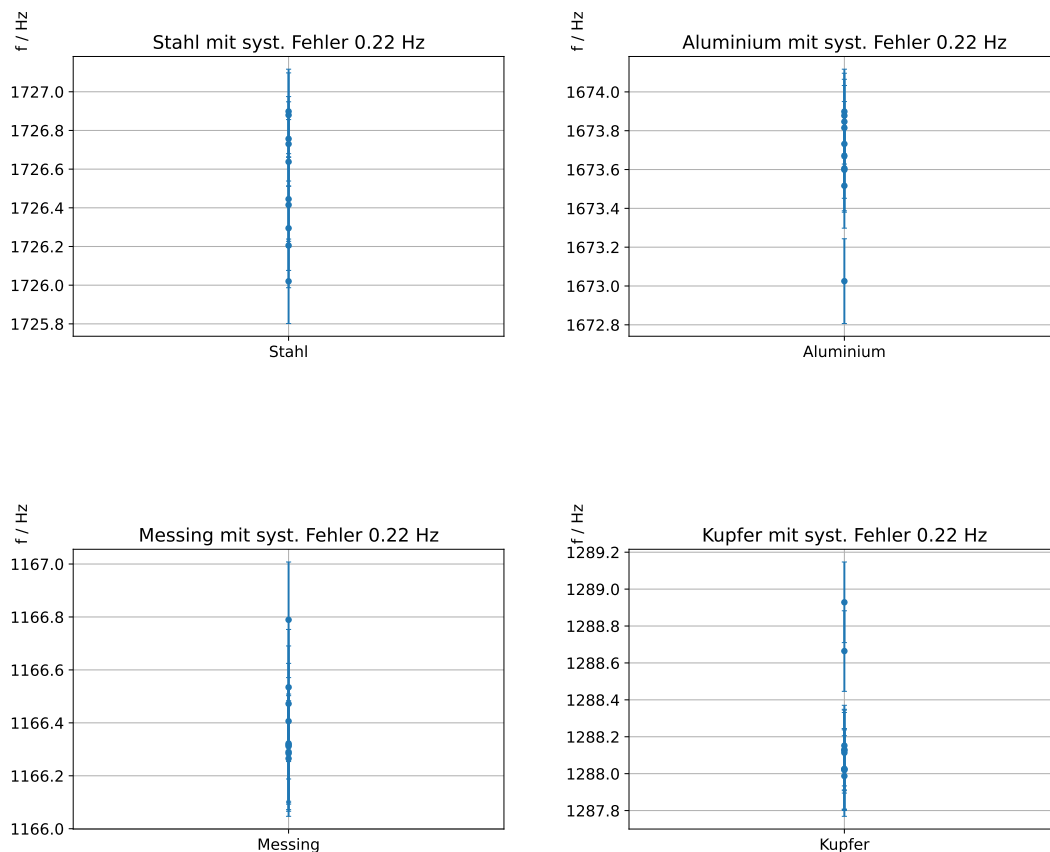 f / Hz
Stahl mit syst. Fehler 0.22 Hz
1727.0
1726.8
1726.6
1726.4
1726.2
1726.0
1725.8
Stahl
f / Hz
Aluminium mit syst. Fehler 0.22 Hz
1674.0
1673.8
1673.6
1673.4
1673.2
1673.0
1672.8
Aluminium
f / Hz
Messing mit syst. Fehler 0.22 Hz
1167.0
1166.8
1166.6
1166.4
1166.2
1166.0
Messing
f / Hz
Kupfer mit syst. Fehler 0.22 Hz
1289.2
1289.0
1288.8
1288.6
1288.4
1288.2
1288.0
1287.8
Kupfer